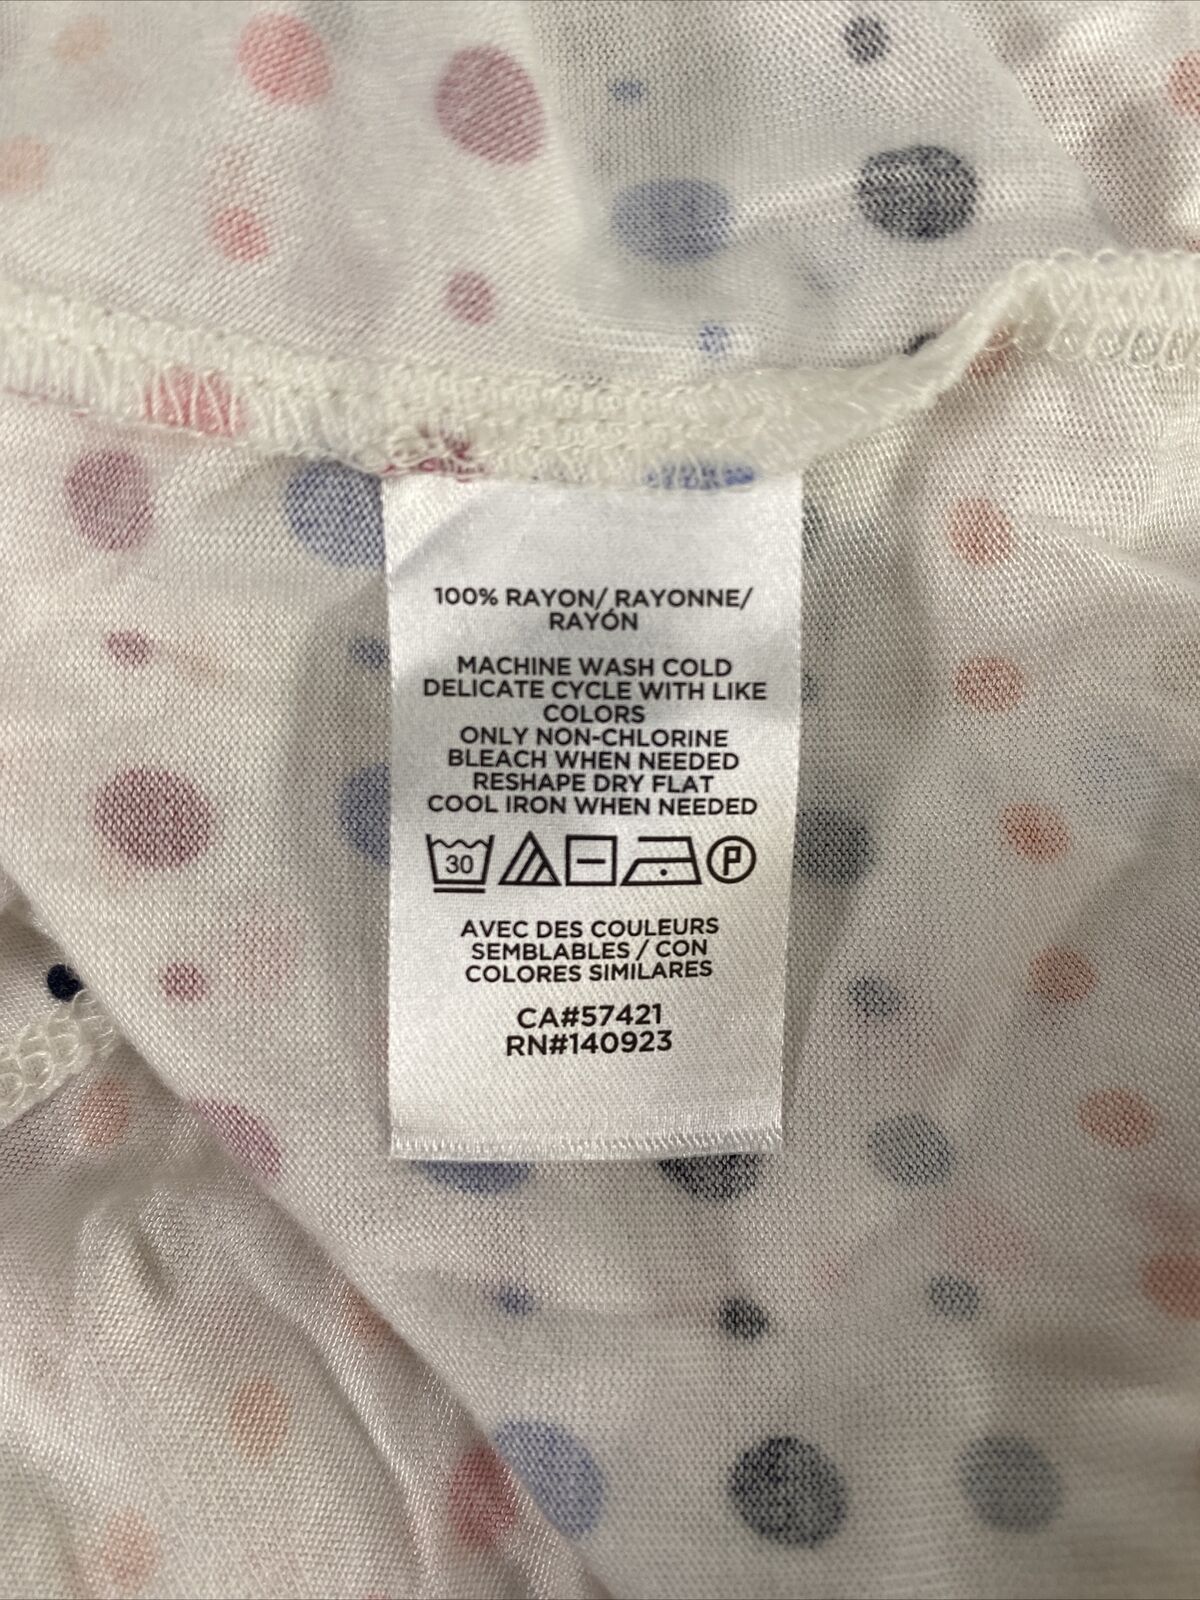 100% RAYON/ RAYONNE/
RAYÓN
MACHINE WASH COLD
DELICATE CYCLE WITH LIKE
COLORS
ONLY NON-CHLORINE
BLEACH WHEN NEEDED
RESHAPE DRY FLAT
COOL IRON WHEN NEEDED
30 P
AVEC DES COULEURS
SEMBLABLES / CON
COLORES SIMILARES
CA#57421
RN#140923